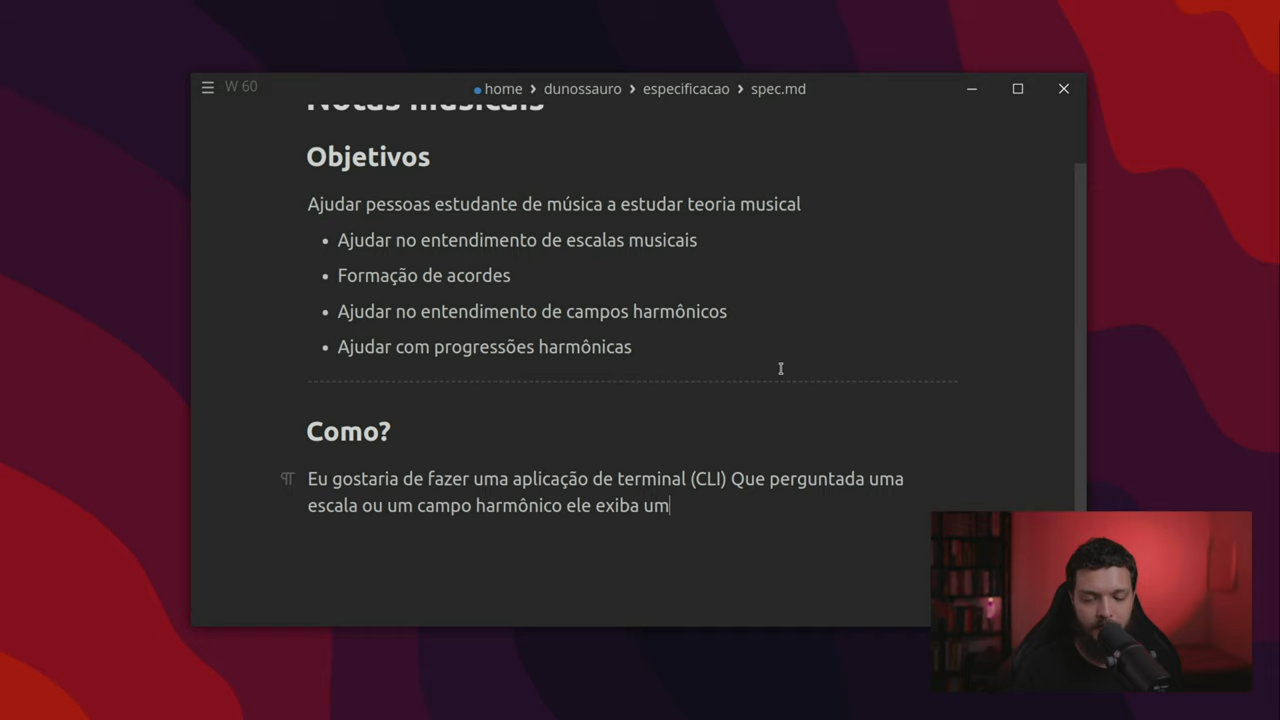 W 60
home › dunossauro › especificacao › spec.md
Notas musicais
Objetivos
Ajudar pessoas estudante de música a estudar teoria musical
• Ajudar no entendimento de escalas musicais
• Formação de acordes
• Ajudar no entendimento de campos harmônicos
• Ajudar com progressões harmônicas
Como?
Eu gostaria de fazer uma aplicação de terminal (CLI) Que perguntada uma
escala ou um campo harmônico ele exiba um